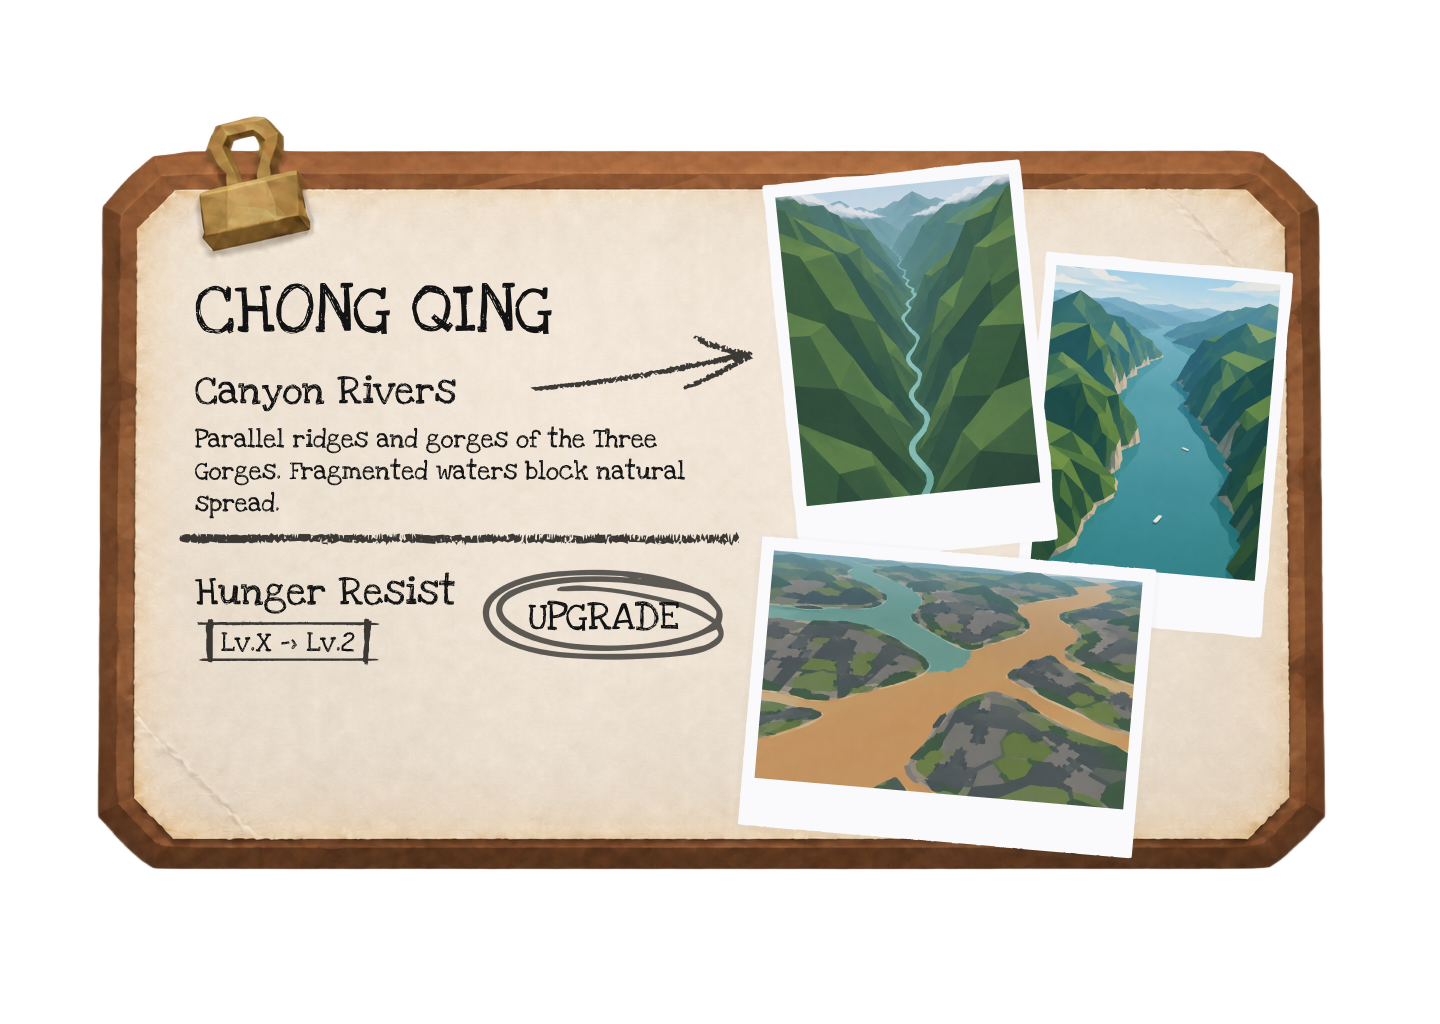 CHONG QING
Canyon Rivers
Parallel ridges and gorges of the Three
Gorges. Fragmented waters block natural
spread.
Hunger Resist
UPGRADE
Lv.X -> Lv.2